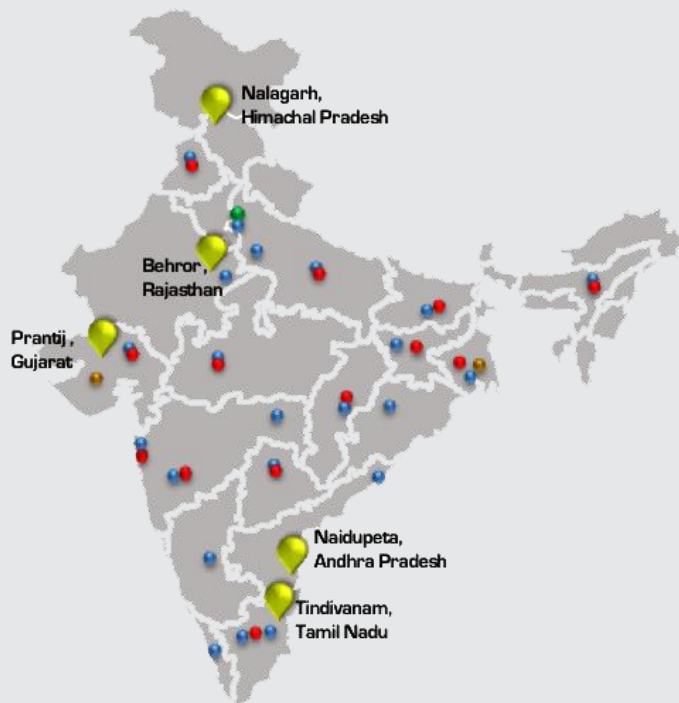 Nalagarh,
Himachal Pradesh
Behror,
Rajasthan
Prantij,
Gujarat
Naidupeta,
Andhra Pradesh
Tindivanam,
Tamil Nadu